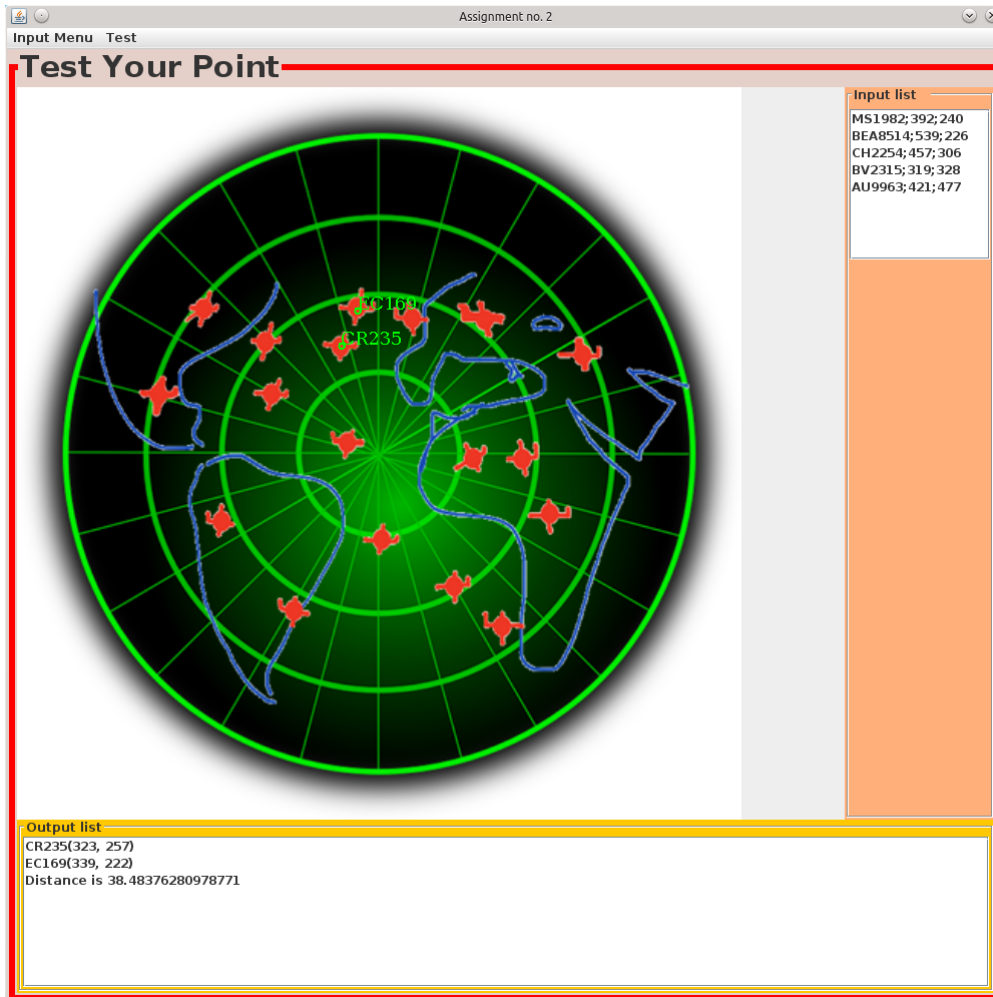 Assignment no. 2
Input Menu Test
Test Your Point
Input list
MS1982;392;240
BEA8514;539;226
CH2254;457;306
BV2315;319;328
AU9963;421;477
EC169
CR235
Output list
CR235(323, 257)
EC169(339, 222)
Distance is 38.48376280978771